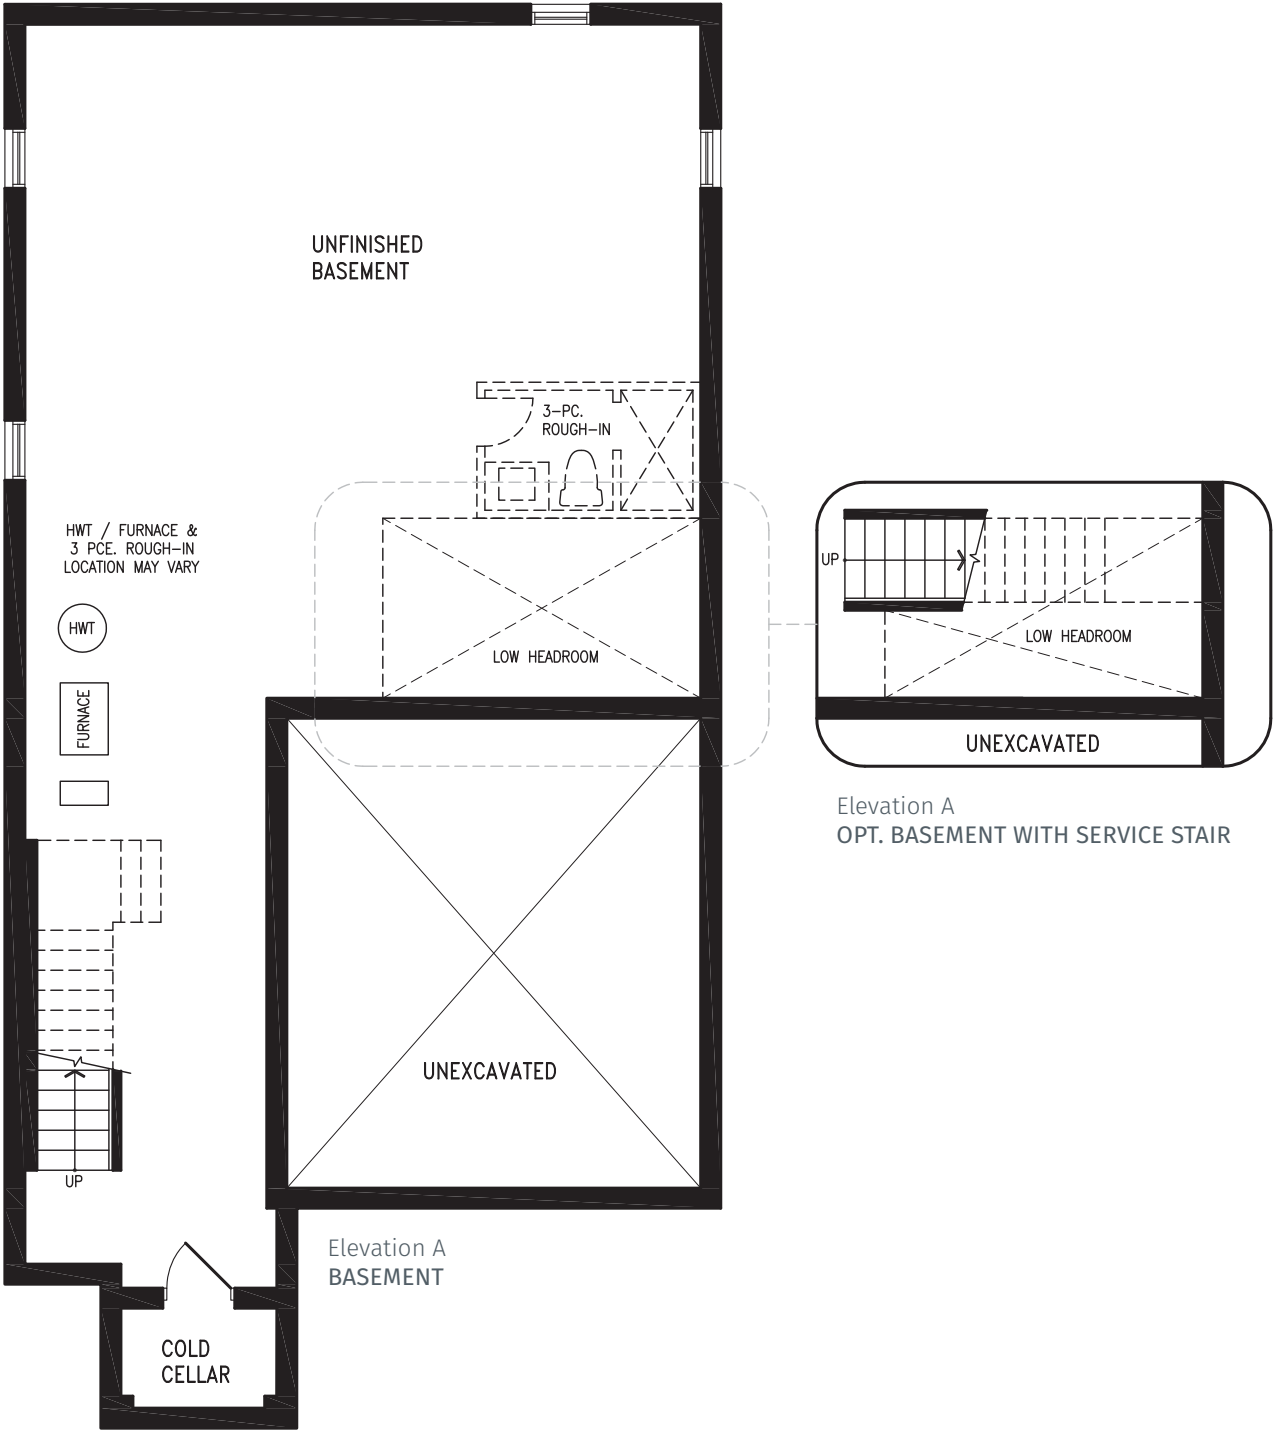 UNFINISHED
BASEMENT
3-PC.
ROUGH-IN
HWT / FURNACE &
3 PCE. ROUGH-IN
LOCATION MAY VARY
HWT
FURNACE
LOW HEADROOM
UP
LOW HEADROOM
UNEXCAVATED
Elevation A
OPT. BASEMENT WITH SERVICE STAIR
UNEXCAVATED
UP
Elevation A
BASEMENT
COLD
CELLAR